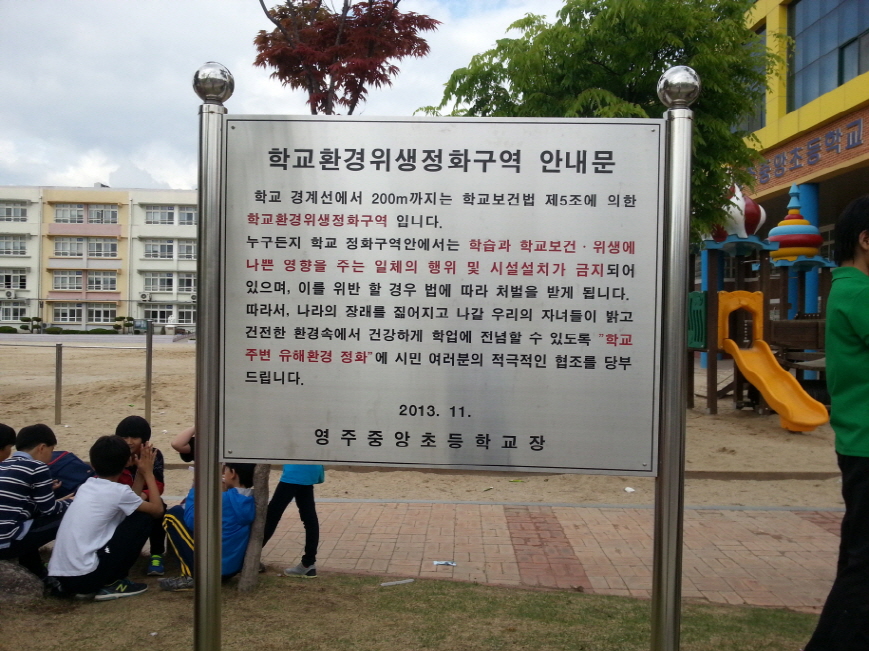 학교환경위생정화구역 안내문
학교 경계선에서 200m까지는 학교보건법 제5조에 의한
학교환경위생정화구역 입니다.
누구든지 학교 정화구역안에서는 학습과 학교보건·위생에
나쁜 영향을 주는 일체의 행위 및 시설설치가 금지되어
있으며, 이를 위반 할 경우 법에 따라 처벌을 받게 됩니다.
따라서, 나라의 장래를 짊어지고 나갈 우리의 자녀들이 밝고
건전한 환경속에서 건강하게 학업에 전념할 수 있도록 "학교
주변 유해환경 정화"에 시민 여러분의 적극적인 협조를 당부
드립니다.
2013. 11.
영주중앙초등학교장
중앙초등학교